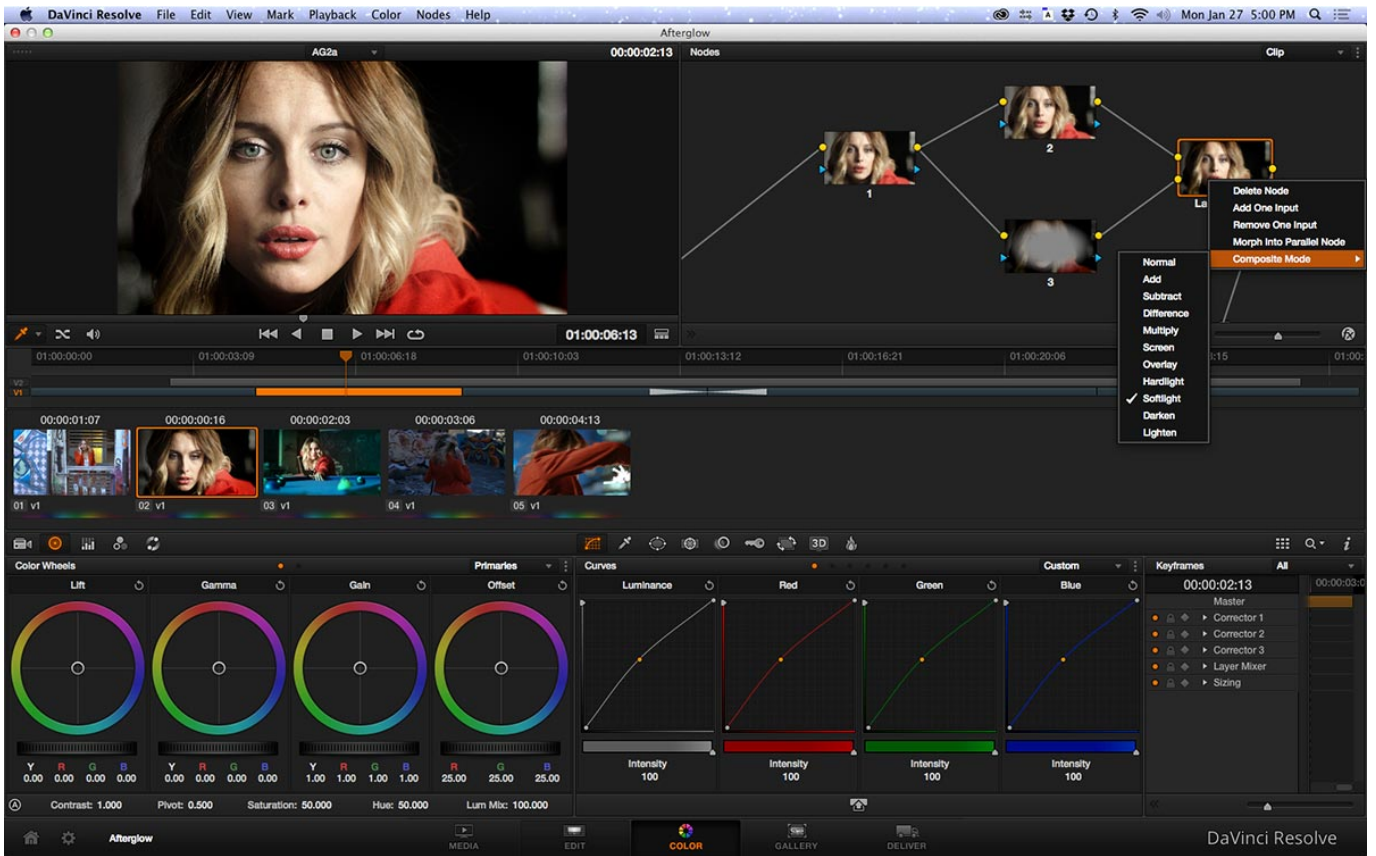 DaVinci Resolve File Edit View Mark Playback Color Nodes Help Mon Jan 27 5:00 PM
Afterglow
AG2a 00:00:02:13 Nodes Clip
1
2
3
La
Delete Node
Add One Input
Remove One Input
Morph Into Parallel Node
Composite Mode
Normal
Add
Subtract
Difference
Multiply
Screen
Overlay
Hardlight
Softlight
Darken
Lighten
01:00:06:13
01:00:00:00 01:00:03:09 01:00:06:18 01:00:10:03 01:00:13:12 01:00:16:21 01:00:20:06 :15 01:00:
V2
V1
00:00:01:07 00:00:00:16 00:00:02:03 00:00:03:06 00:00:04:13
01 v1 02 v1 03 v1 04 v1 05 v1
3D
Color Wheels Primaries Curves Custom Keyframes All
Lift Gamma Gain Offset Luminance Red Green Blue 00:00:02:13 00:00:03:0
Master
Corrector 1
Corrector 2
Corrector 3
Layer Mixer
Sizing
Y R G B Y R G B Y R G B R G B
0.00 0.00 0.00 0.00 0.00 0.00 0.00 0.00 1.00 1.00 1.00 1.00 25.00 25.00 25.00
Intensity Intensity Intensity Intensity
100 100 100 100
A Contrast: 1.000 Pivot: 0.500 Saturation: 50.000 Hue: 50.000 Lum Mix: 100.000
Afterglow MEDIA EDIT COLOR GALLERY DELIVER DaVinci Resolve